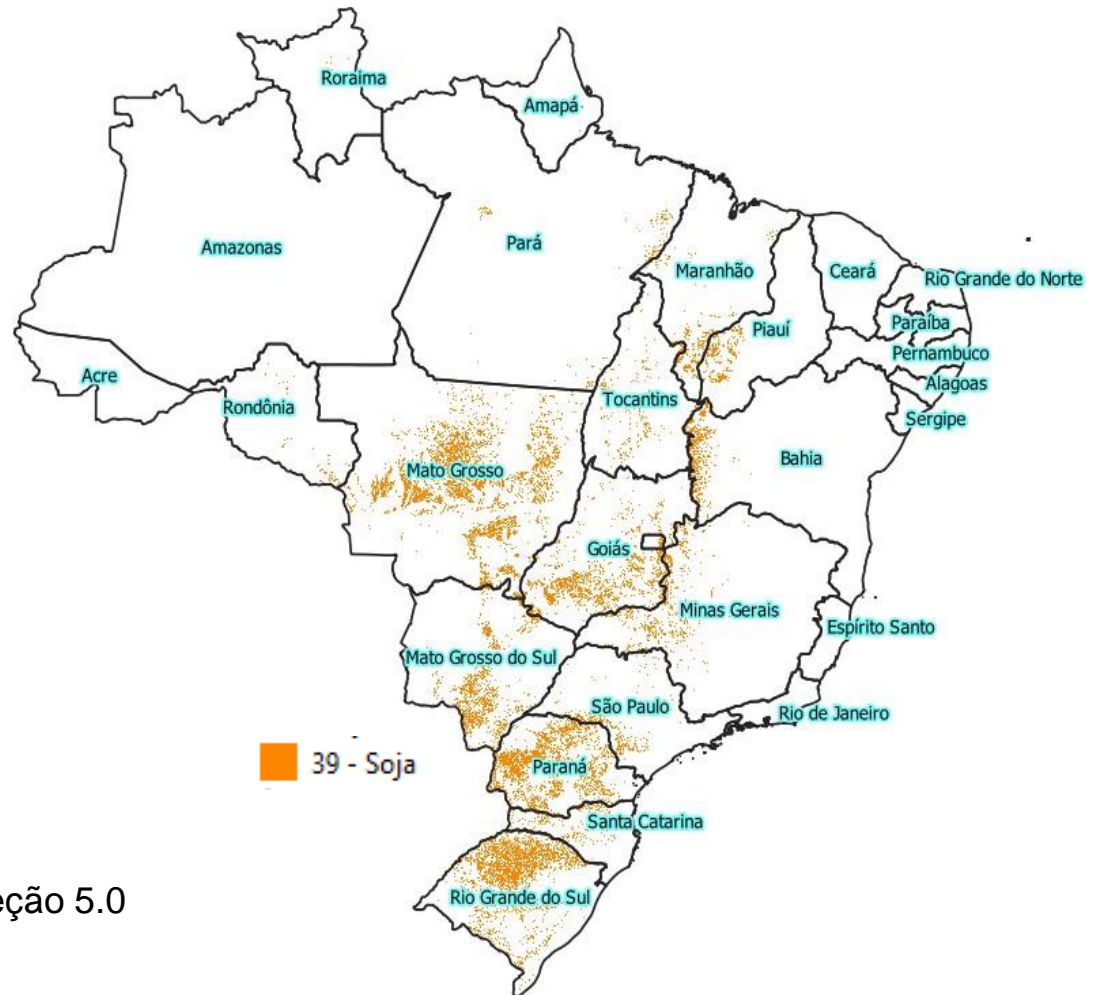 Roraima
Amapá
Amazonas
Pará
Maranhão
Ceará
Rio Grande do Norte
Paraíba
Piauí
Pernambuco
Acre
Alagoas
Rondônia
Tocantins
Sergipe
Bahia
Mato Grosso
Goiás
Minas Gerais
Espírito Santo
Mato Grosso do Sul
São Paulo
Rio de Janeiro
39 - Soja
Paraná
Santa Catarina
Rio Grande do Sul
eção 5.0